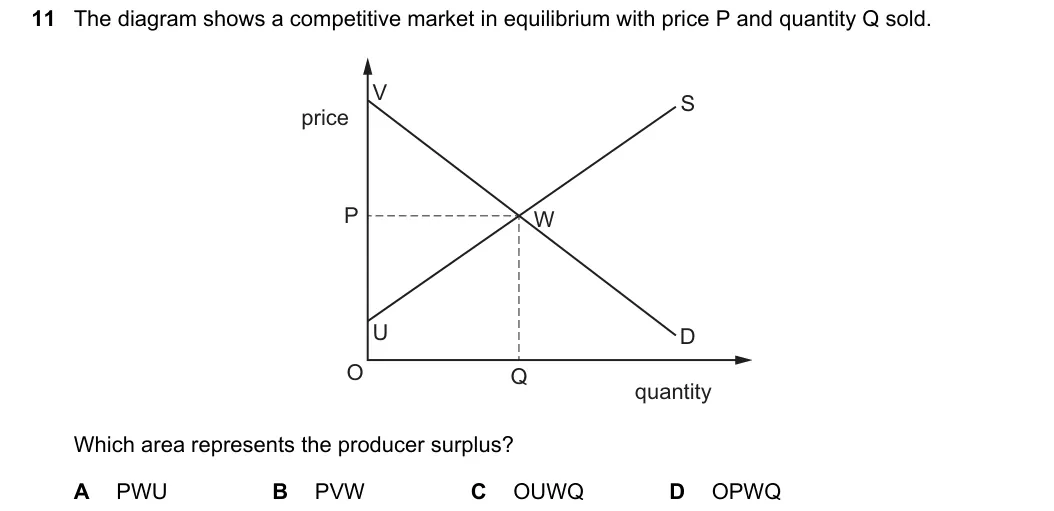 11 The diagram shows a competitive market in equilibrium with price P and quantity Q sold.
V
S
price
P
W
U
D
O
Q
quantity
Which area represents the producer surplus?
A PWU B PVW C OUWQ D OPWQ